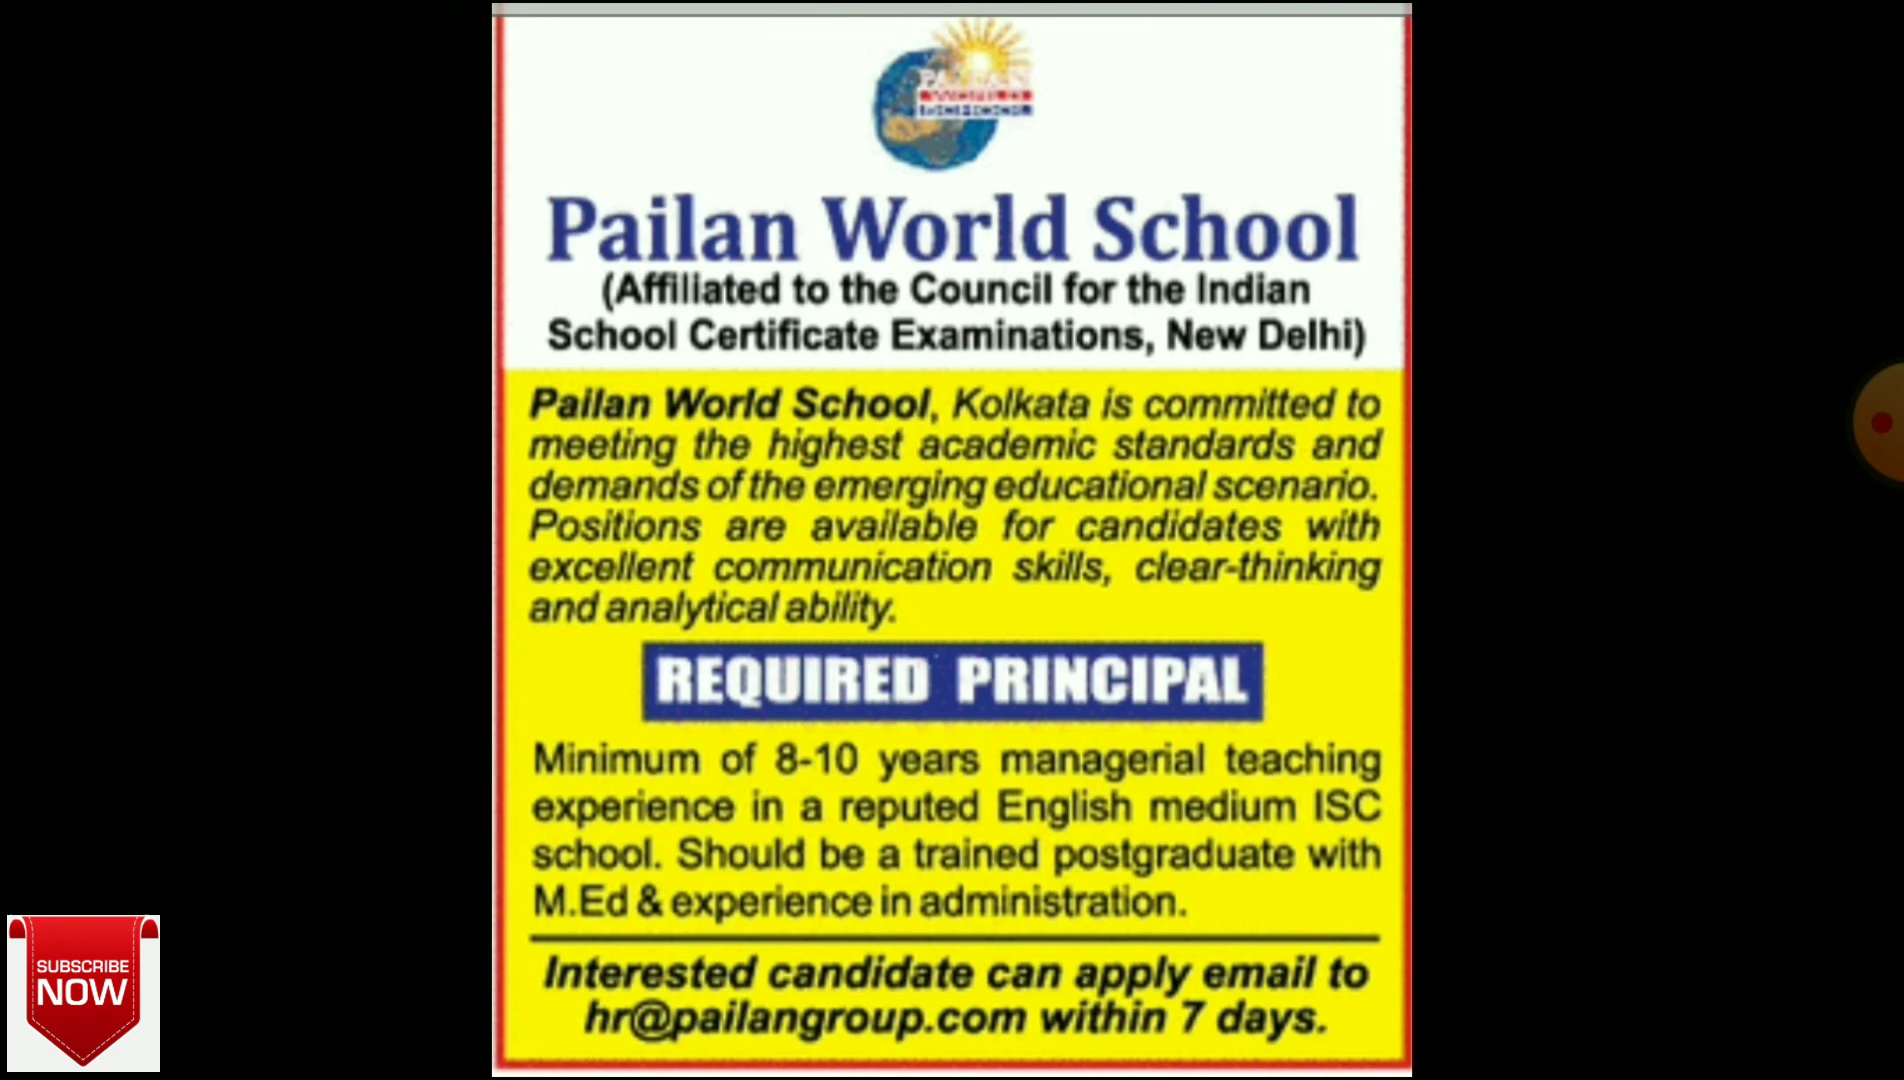 PAILAN
WORLD
SCHOOL
Pailan World School
(Affiliated to the Council for the Indian
School Certificate Examinations, New Delhi)
Pailan World School, Kolkata is committed to
meeting the highest academic standards and
demands of the emerging educational scenario.
Positions are available for candidates with
excellent communication skills, clear-thinking
and analytical ability.
REQUIRED PRINCIPAL
Minimum of 8-10 years managerial teaching
experience in a reputed English medium ISC
school. Should be a trained postgraduate with
M.Ed & experience in administration.
Interested candidate can apply email to
hr@pailangroup.com within 7 days.
SUBSCRIBE
NOW